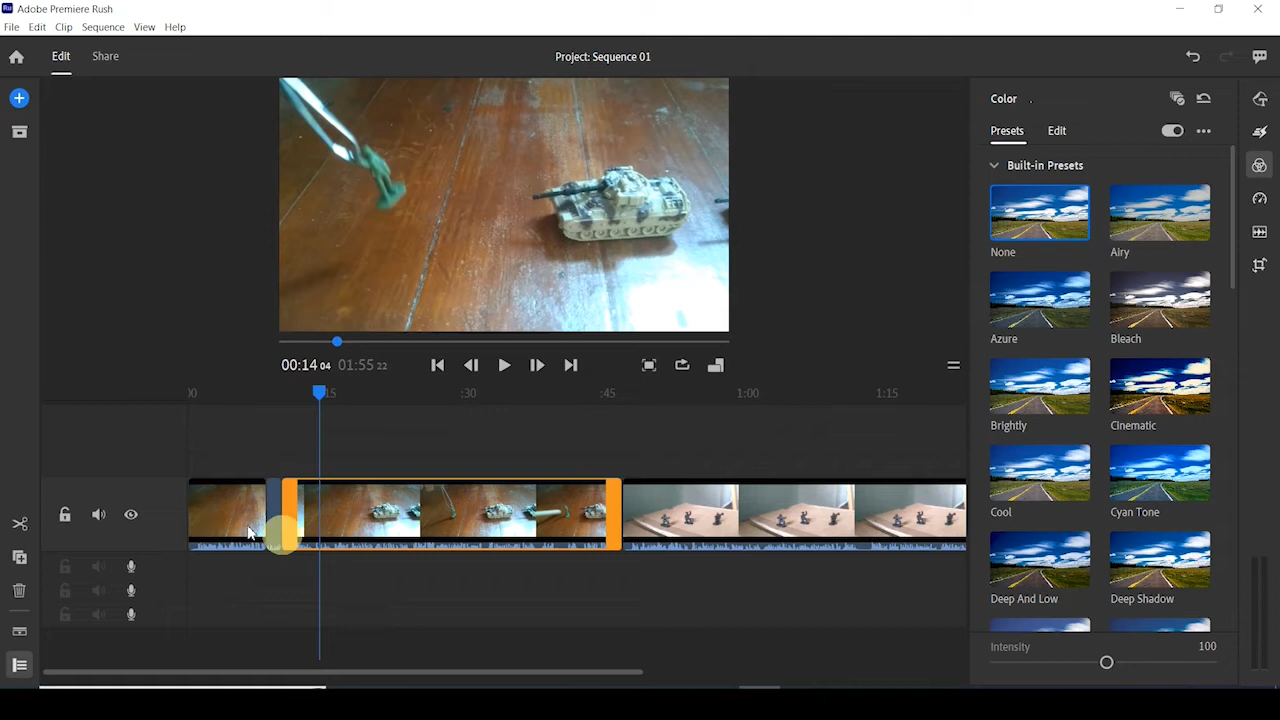 Ru Adobe Premiere Rush
File Edit Clip Sequence View Help
Edit Share Project: Sequence 01
Color
Presets Edit
Built-in Presets
None Airy
Azure Bleach
Brightly Cinematic
Cool Cyan Tone
Deep And Low Deep Shadow
Intensity 100
00:14 04 01:55 22
00 :15 :30 :45 1:00 1:15